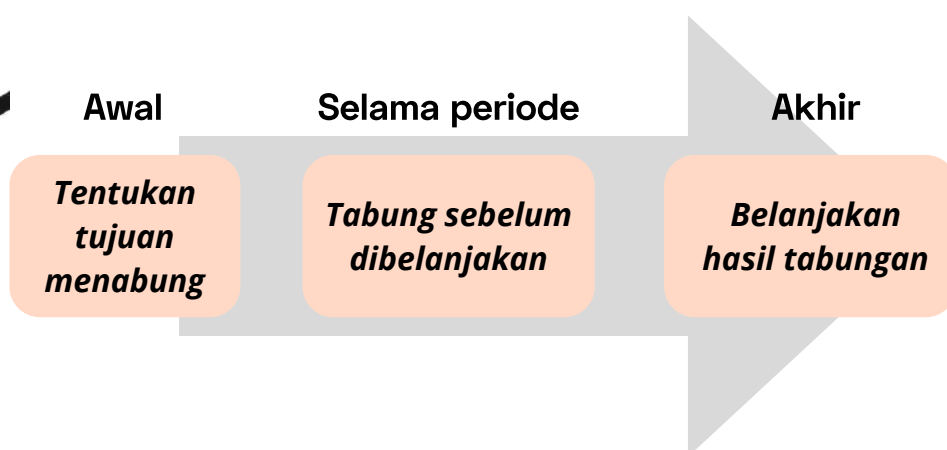 Awal
Selama periode
Akhir
Tentukan
tujuan
menabung
Tabung sebelum
dibelanjakan
Belanjakan
hasil tabungan